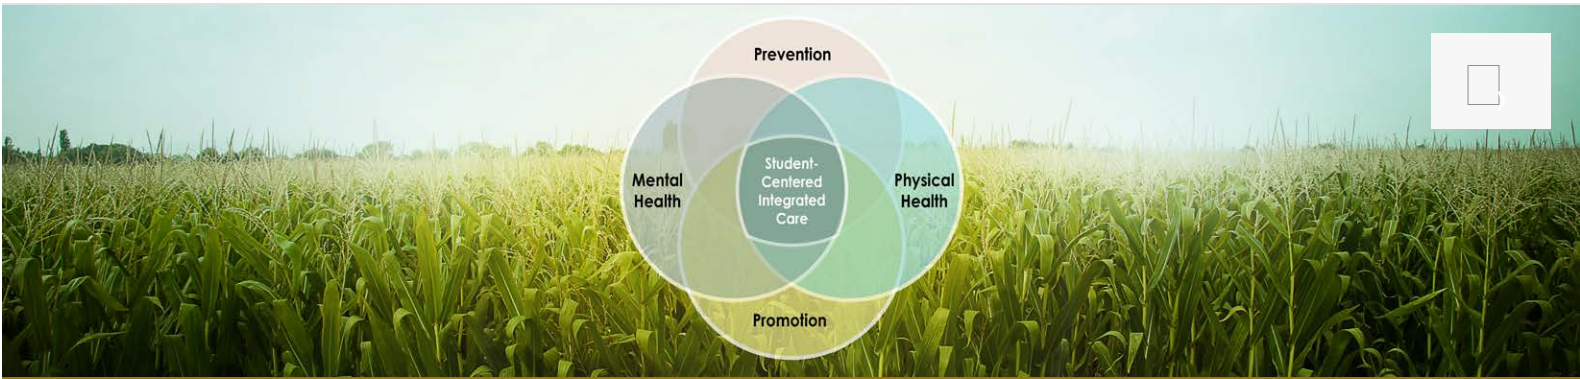 Prevention
Mental
Health
Student-
Centered
Integrated
Care
Physical
Health
Promotion